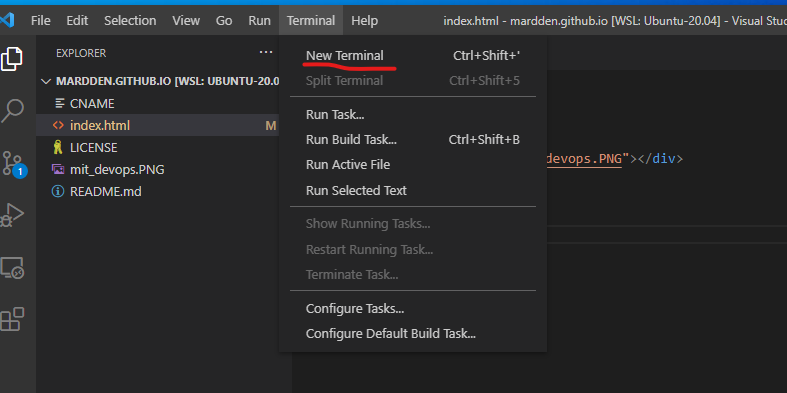 File Edit Selection View Go Run Terminal Help index.html - mardden.github.io [WSL: Ubuntu-20.04] - Visual Stu
EXPLORER ...
MARDDEN.GITHUB.IO [WSL: UBUNTU-20.0
CNAME
index.html M
LICENSE
mit_devops.PNG
README.md
1
New Terminal Ctrl+Shift+'
Split Terminal Ctrl+Shift+5
Run Task...
Run Build Task... Ctrl+Shift+B
Run Active File
Run Selected Text
Show Running Tasks...
Restart Running Task...
Terminate Task...
Configure Tasks...
Configure Default Build Task...
devops.PNG"></div>